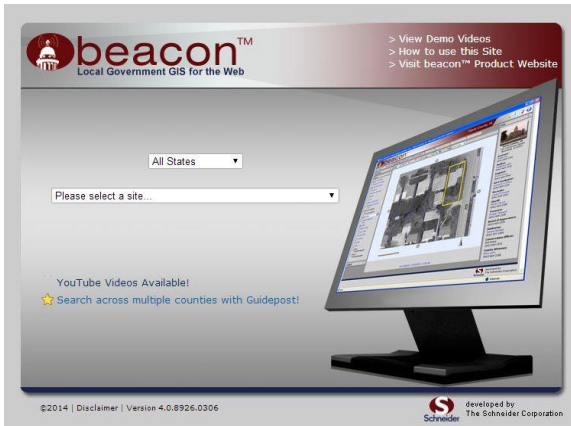 beacon™
Local Government GIS for the Web
> View Demo Videos
> How to use this Site
> Visit beacon™ Product Website
All States
Please select a site...
YouTube Videos Available!
Search across multiple counties with Guidepost!
beacon
©2014 | Disclaimer | Version 4.0.8926.0306
Schneider
developed by
The Schneider Corporation